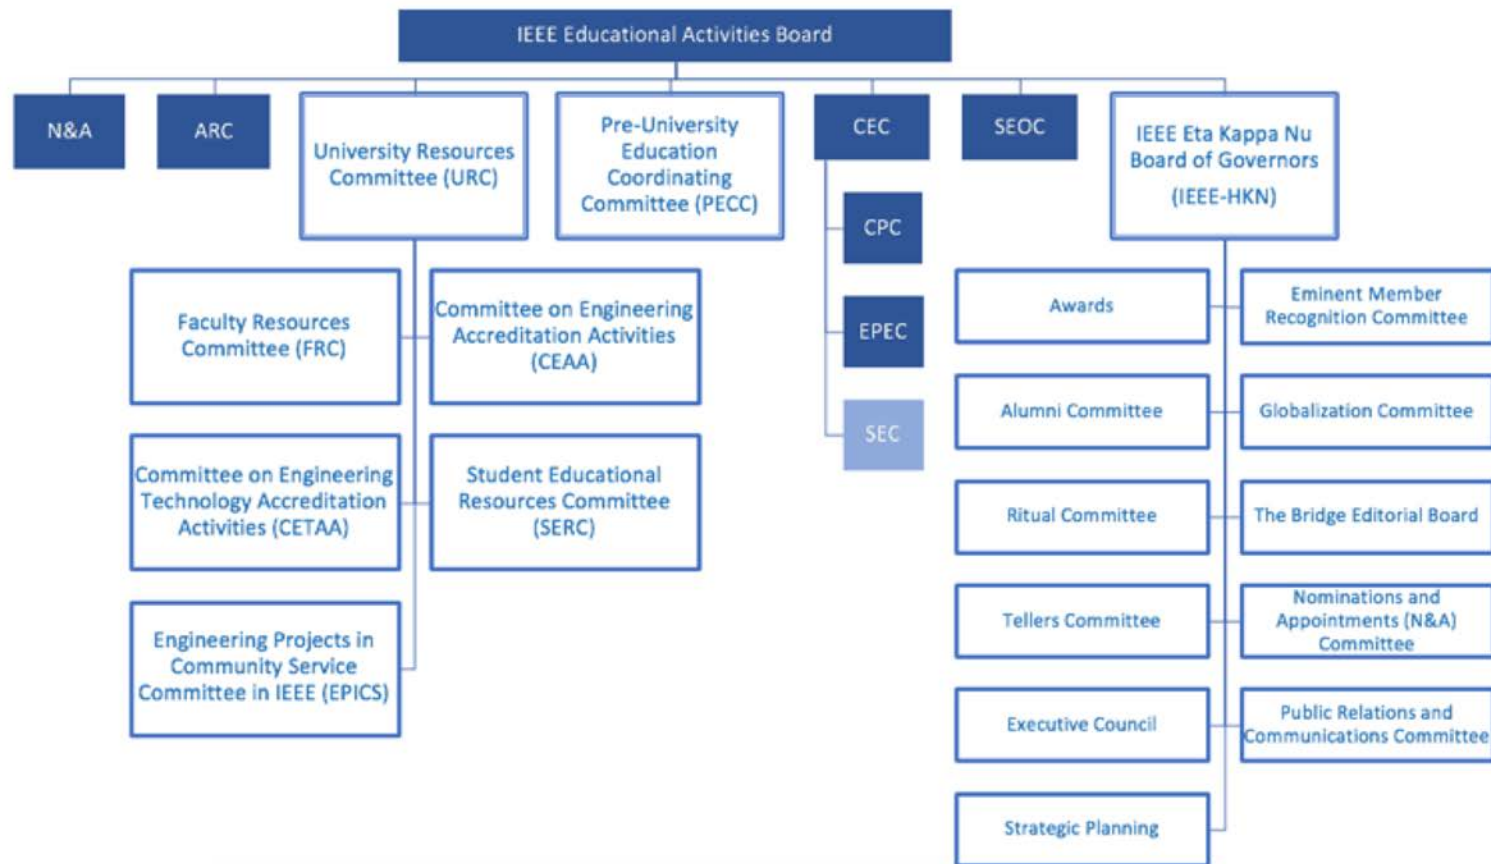 IEEE Educational Activities Board
N&A
ARC
University Resources
Committee (URC)
Pre-University
Education
Coordinating
Committee (PECC)
CEC
SEOC
IEEE Eta Kappa Nu
Board of Governors
(IEEE-HKN)
CPC
EPEC
SEC
Faculty Resources
Committee (FRC)
Committee on Engineering
Accreditation Activities
(CEAA)
Committee on Engineering
Technology Accreditation
Activities (CETAA)
Student Educational
Resources Committee
(SERC)
Engineering Projects in
Community Service
Committee in IEEE (EPICS)
Awards
Eminent Member
Recognition Committee
Alumni Committee
Globalization Committee
Ritual Committee
The Bridge Editorial Board
Tellers Committee
Nominations and
Appointments (N&A)
Committee
Executive Council
Public Relations and
Communications Committee
Strategic Planning